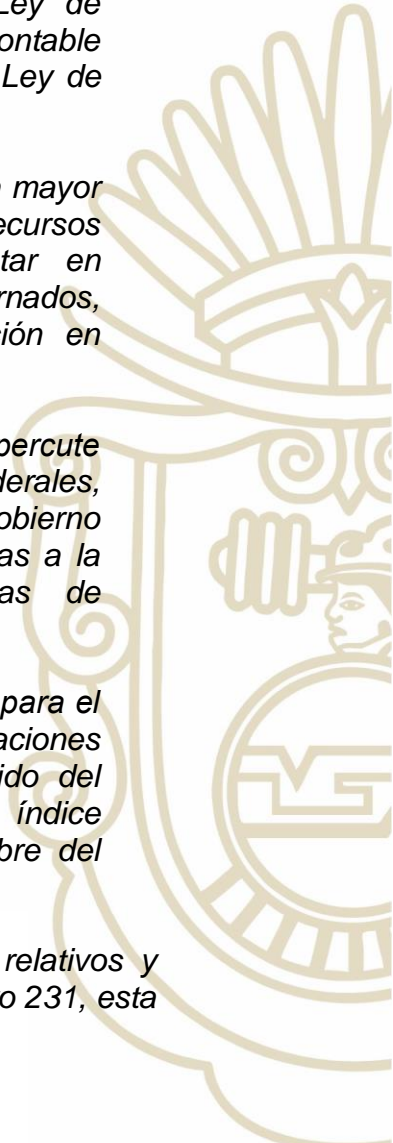 Ley de
ontable
Ley de
mayor
ecursos
tar en
rnados,
ción en
percute
derales,
obierno
as a la
as de
para el
aciones
ido del
índice
bre del
relativos y
o 231, esta